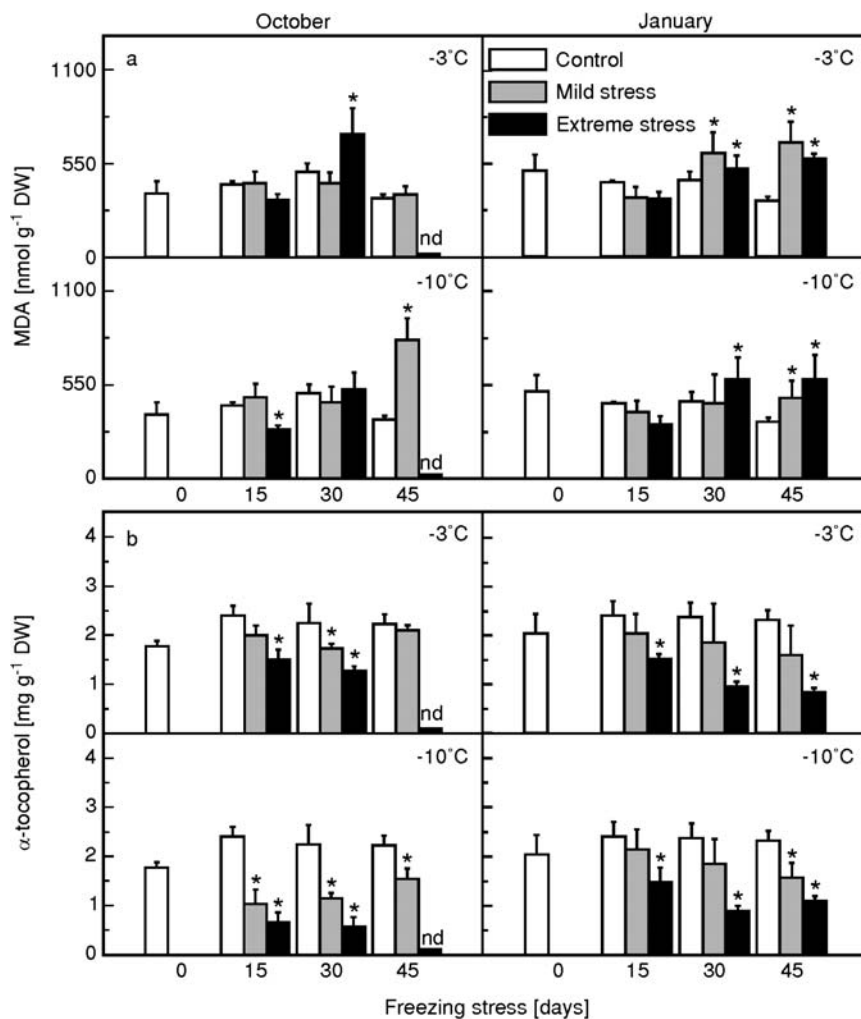 October
January
a
-3°C
Control
-3°C
Mild stress
Extreme stress
1100
550
0
*
nd
*
*
*
*
MDA [nmol g⁻¹ DW]
-10°C
-10°C
1100
550
0
*
*
nd
*
*
*
0 15 30 45
0 15 30 45
b
-3°C
-3°C
4
3
2
1
0
*
*
*
nd
*
*
*
α-tocopherol [mg g⁻¹ DW]
-10°C
-10°C
4
3
2
1
0
*
*
*
*
*
nd
*
*
*
*
0 15 30 45
0 15 30 45
Freezing stress [days]